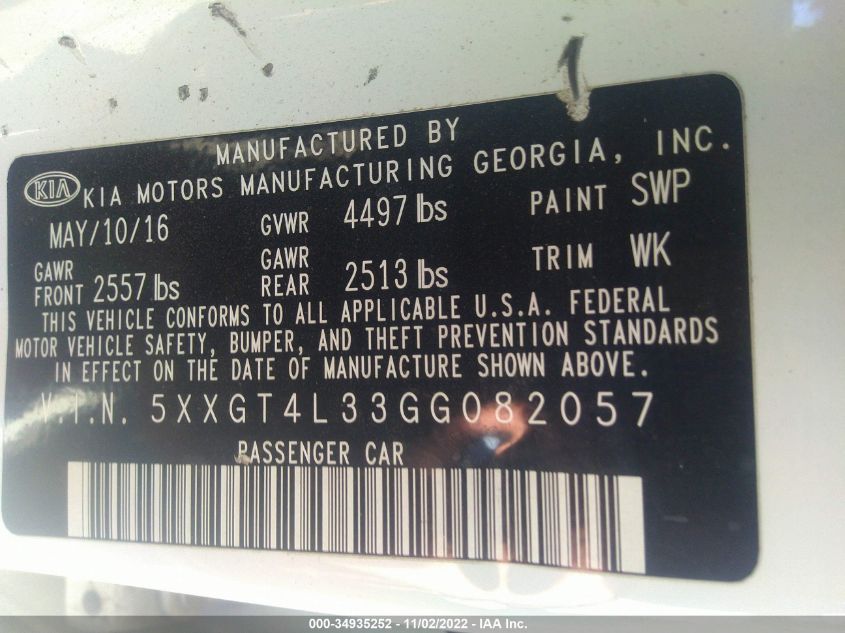 MANUFACTURED BY
KIA KIA MOTORS MANUFACTURING GEORGIA, INC.
MAY/10/16 GVWR 4497 lbs PAINT SWP
GAWR FRONT 2557 lbs GAWR REAR 2513 lbs TRIM WK
THIS VEHICLE CONFORMS TO ALL APPLICABLE U.S.A. FEDERAL
MOTOR VEHICLE SAFETY, BUMPER, AND THEFT PREVENTION STANDARDS
IN EFFECT ON THE DATE OF MANUFACTURE SHOWN ABOVE.
V.I.N. 5XXGT4L33GG082057
PASSENGER CAR
000-34935252 - 11/02/2022 - IAA Inc.